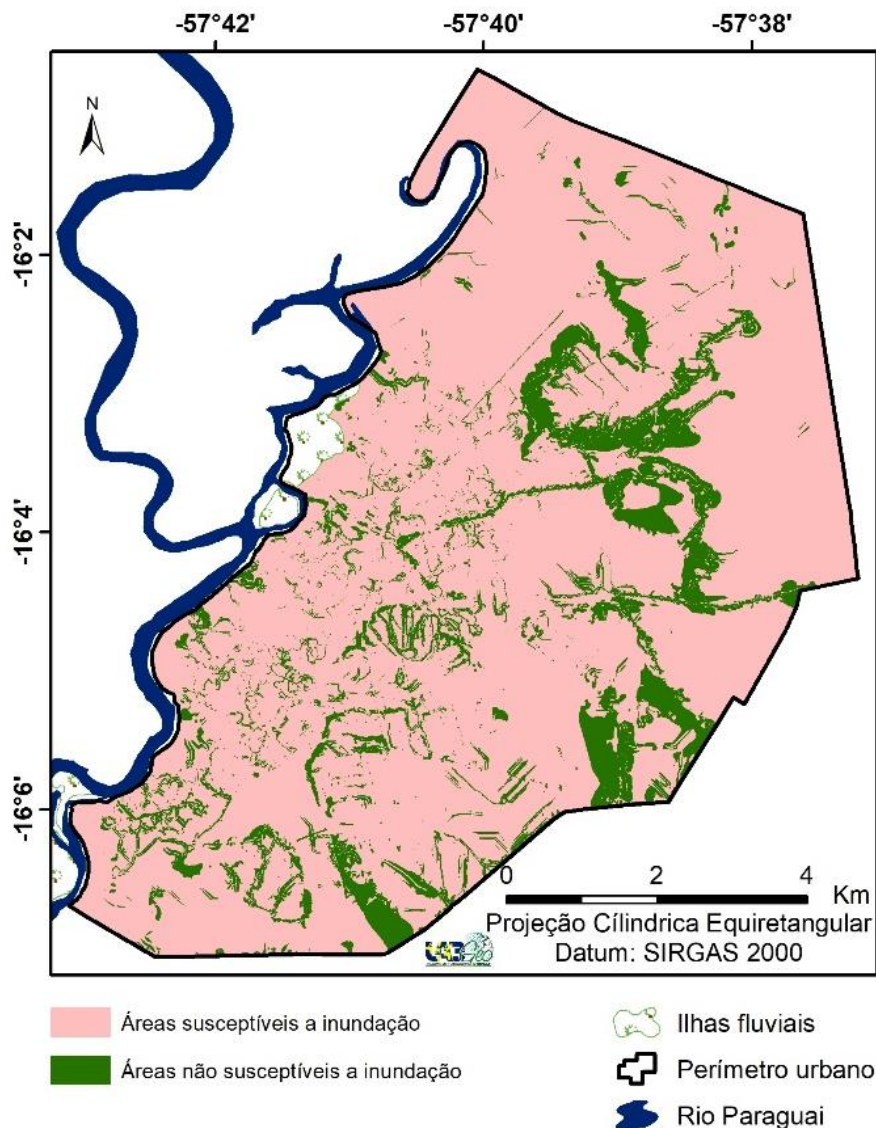 -57°42' -57°40' -57°38'
N
-16°2'
-16°4'
-16°6'
0 2 4
Km
Projeção Cílindrica Equiretangular
Datum: SIRGAS 2000
Áreas susceptíveis a inundação
Áreas não susceptíveis a inundação
Ilhas fluviais
Perímetro urbano
Rio Paraguai